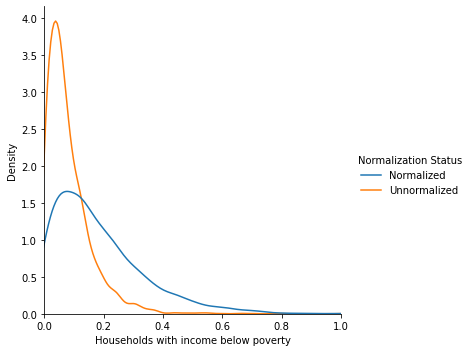 4.0
3.5
3.0
2.5
2.0
1.5
1.0
0.5
0.0
Density
0.0 0.2 0.4 0.6 0.8 1.0
Households with income below poverty
Normalization Status
Normalized
Unnormalized